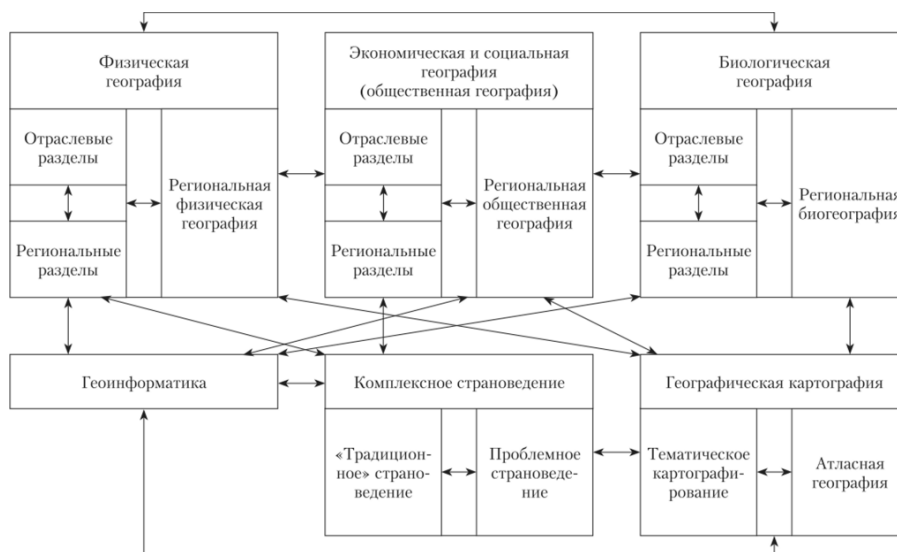 Физическая
география
Экономическая и социальная
география
(общественная география)
Биологическая
география
Отраслевые
разделы
Региональные
разделы
Региональная
физическая
география
Отраслевые
разделы
Региональные
разделы
Региональная
общественная
география
Отраслевые
разделы
Региональные
разделы
Региональная
биогеография
Геоинформатика
Комплексное страноведение
Географическая картография
«Традицион-
ное» страно-
ведение
Проблемное
страноведе-
ние
Тематическое
картографи-
рование
Атласная
география